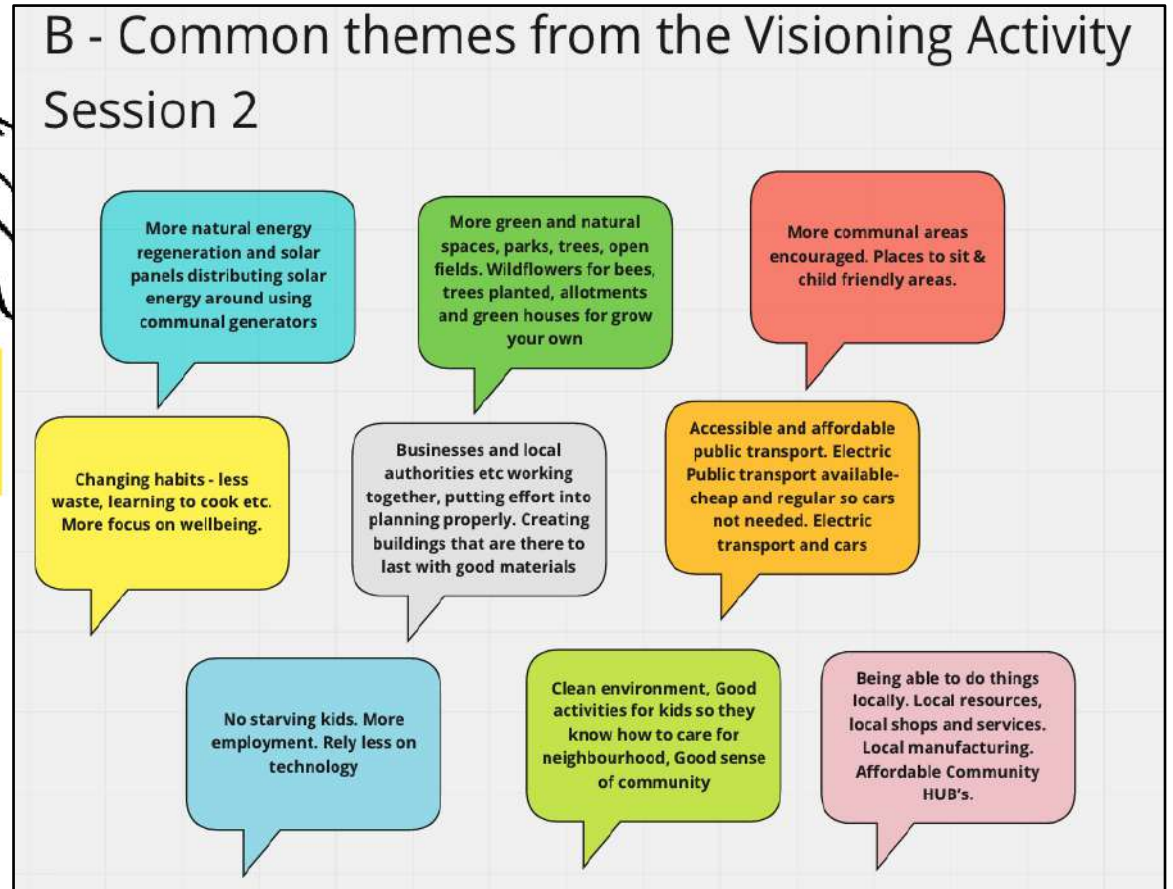 B - Common themes from the Visioning Activity
Session 2
More natural energy
regeneration and solar
panels distributing solar
energy around using
communal generators
More green and natural
spaces, parks, trees, open
fields. Wildflowers for bees,
trees planted, allotments
and green houses for grow
your own
More communal areas
encouraged. Places to sit &
child friendly areas.
Changing habits - less
waste, learning to cook etc.
More focus on wellbeing.
Businesses and local
authorities etc working
together, putting effort into
planning properly. Creating
buildings that are there to
last with good materials
Accessible and affordable
public transport. Electric
Public transport available-
cheap and regular so cars
not needed. Electric
transport and cars
No starving kids. More
employment. Rely less on
technology
Clean environment, Good
activities for kids so they
know how to care for
neighbourhood, Good sense
of community
Being able to do things
locally. Local resources,
local shops and services.
Local manufacturing.
Affordable Community
HUB's.